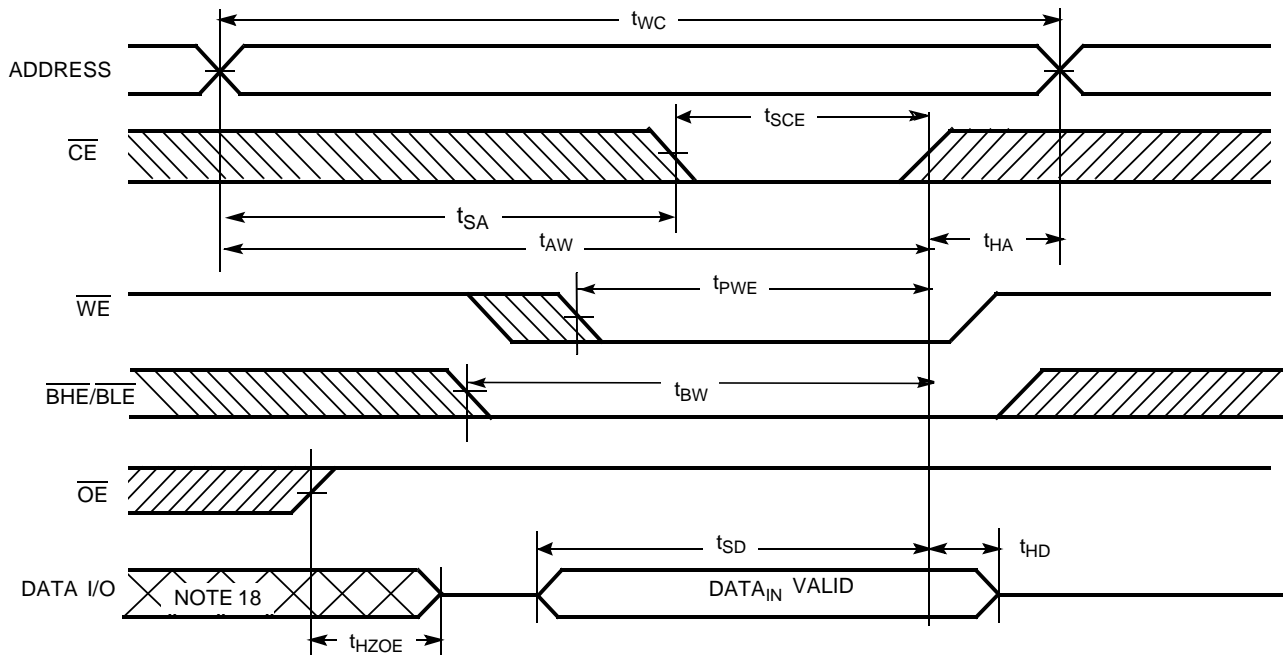 tWC
ADDRESS
tSCE
CE
tSA
tAW
tHA
tPWE
WE
tBW
BHE/BLE
OE
tSD
tHD
DATA I/O
NOTE 18
DATAIN VALID
tHZOE